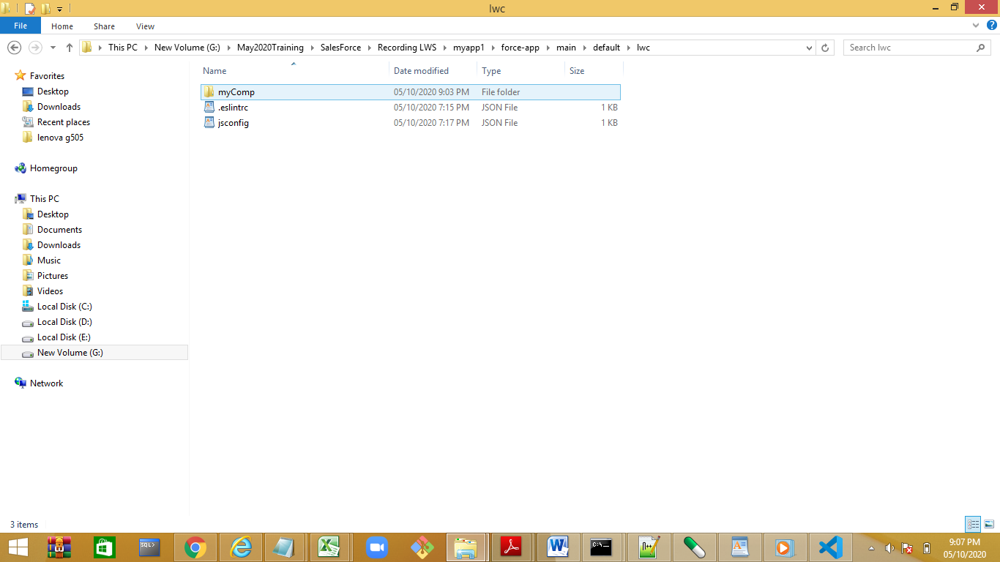 lwc
File Home Share View
This PC New Volume (G:) May2020Training SalesForce Recording LWS myapp1 force-app main default lwc
Search lwc
Name Date modified Type Size
myComp 05/10/2020 9:03 PM File folder
.eslintrc 05/10/2020 7:15 PM JSON File 1 KB
jsconfig 05/10/2020 7:17 PM JSON File 1 KB
Favorites
Desktop
Downloads
Recent places
lenova g505
Homegroup
This PC
Desktop
Documents
Downloads
Music
Pictures
Videos
Local Disk (C:)
Local Disk (D:)
Local Disk (E:)
New Volume (G:)
Network
3 items
SQL>
9:07 PM
05/10/2020